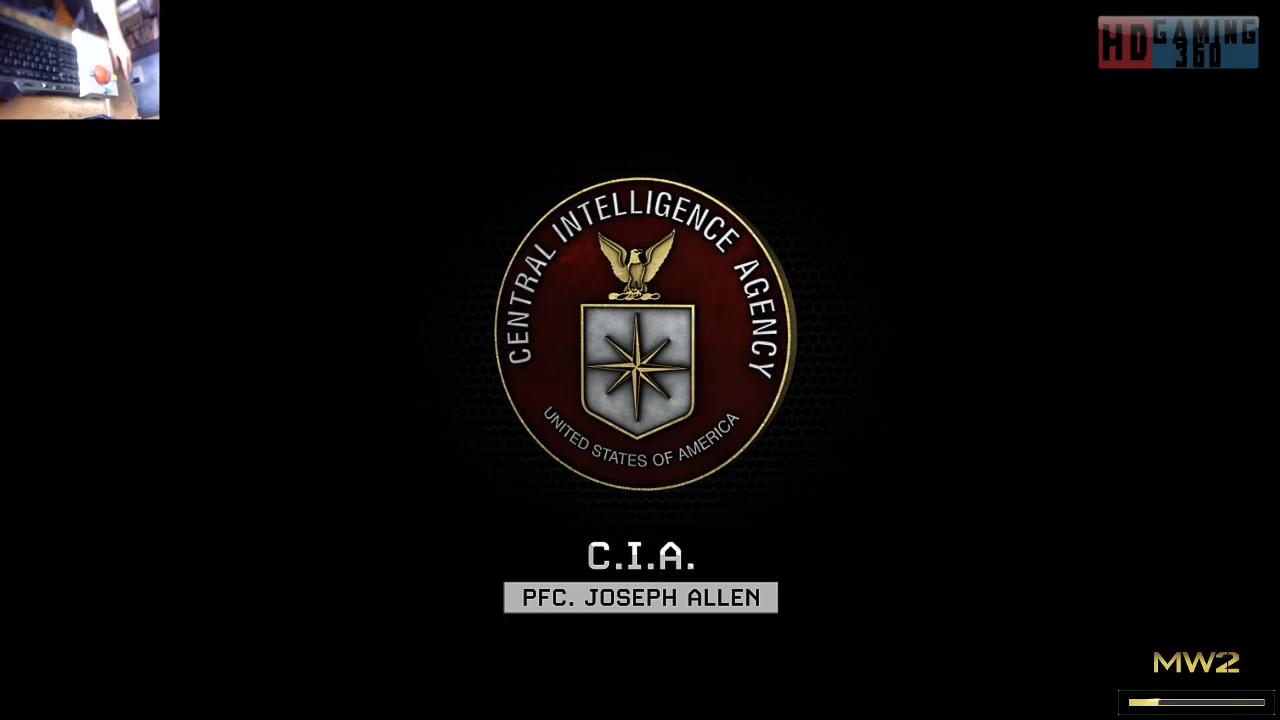 HD GAMING
360
CENTRAL INTELLIGENCE AGENCY
UNITED STATES OF AMERICA
C.I.A.
PFC. JOSEPH ALLEN
MW2